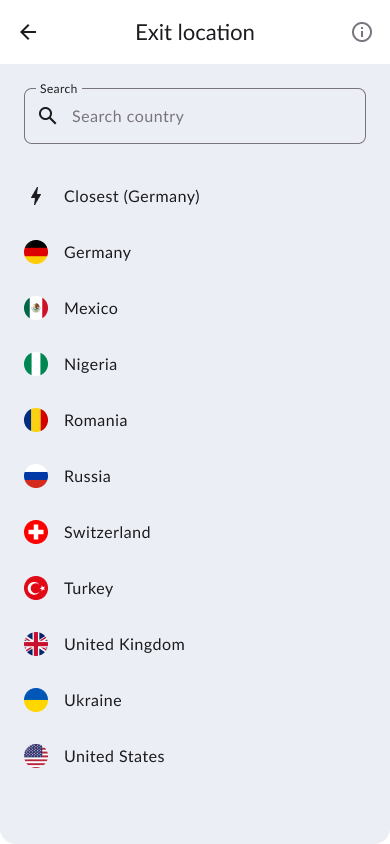 Exit location
Search
Search country
Closest (Germany)
Germany
Mexico
Nigeria
Romania
Russia
Switzerland
Turkey
United Kingdom
Ukraine
United States